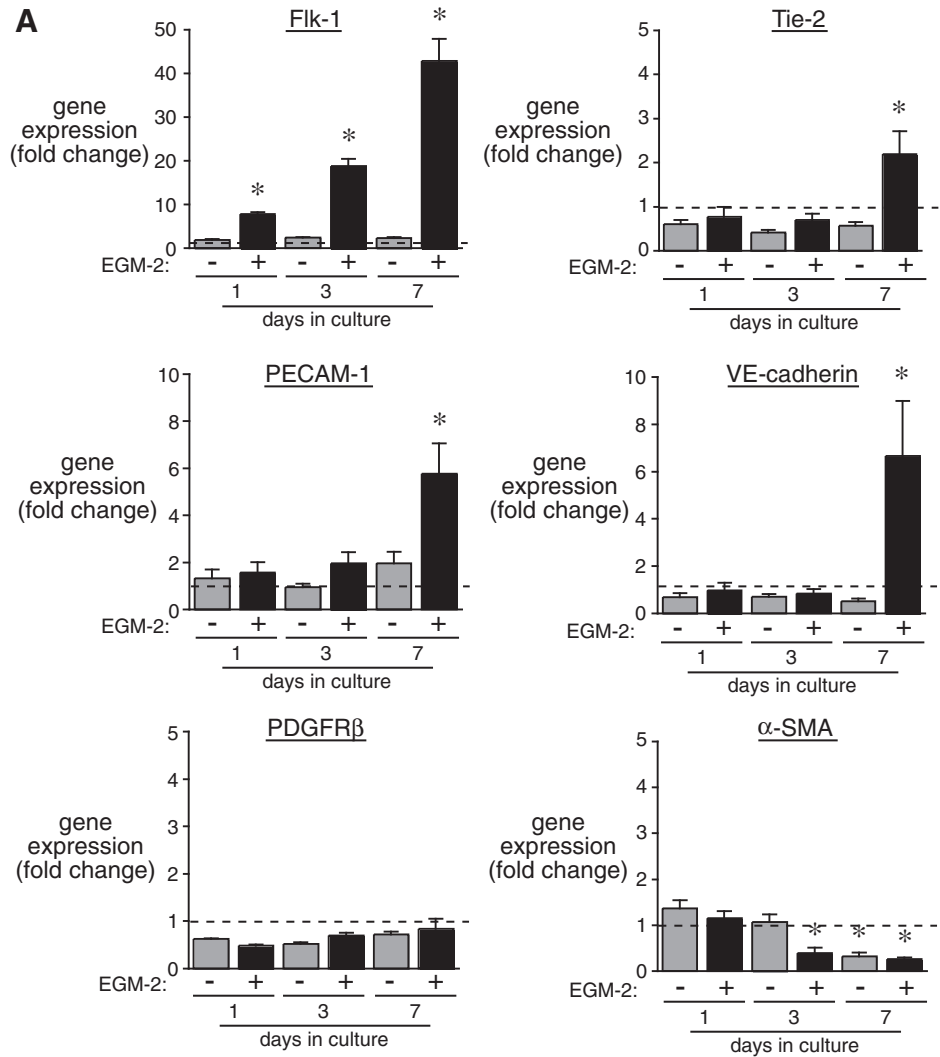 A
Flk-1
gene
expression
(fold change)
50
40
30
20
10
0
*
*
*
EGM-2:
- + - + - +
1 3 7
days in culture
Tie-2
gene
expression
(fold change)
5
4
3
2
1
0
*
EGM-2:
- + - + - +
1 3 7
days in culture
PECAM-1
gene
expression
(fold change)
10
8
6
4
2
0
*
EGM-2:
- + - + - +
1 3 7
days in culture
VE-cadherin
gene
expression
(fold change)
10
8
6
4
2
0
*
EGM-2:
- + - + - +
1 3 7
days in culture
PDGFRβ
gene
expression
(fold change)
5
4
3
2
1
0
EGM-2:
- + - + - +
1 3 7
days in culture
α-SMA
gene
expression
(fold change)
5
4
3
2
1
0
* * *
EGM-2:
- + - + - +
1 3 7
days in culture